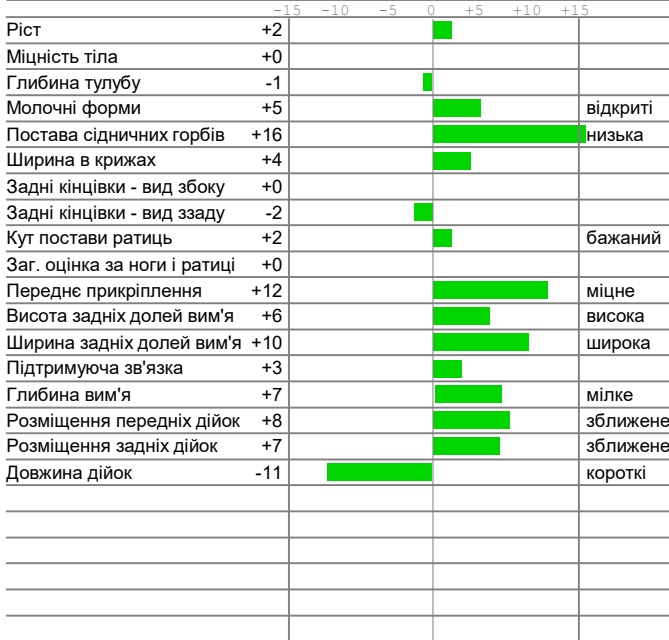 -15 -10 -5 0 +5 +10 +15
Ріст +2
Міцність тіла +0
Глибина тулубу -1
Молочні форми +5 відкриті
Постава сідничних горбів +16 низька
Ширина в крижах +4
Задні кінцівки - вид збоку +0
Задні кінцівки - вид ззаду -2
Кут постави ратиць +2 бажаний
Заг. оцінка за ноги і ратиці +0
Переднє прикріплення +12 міцне
Висота задніх долей вим'я +6 висока
Ширина задніх долей вим'я +10 широка
Підтримуюча зв'язка +3
Глибина вим'я +7 мілке
Розміщення передніх дійок +8 зближене
Розміщення задніх дійок +7 зближене
Довжина дійок -11 короткі